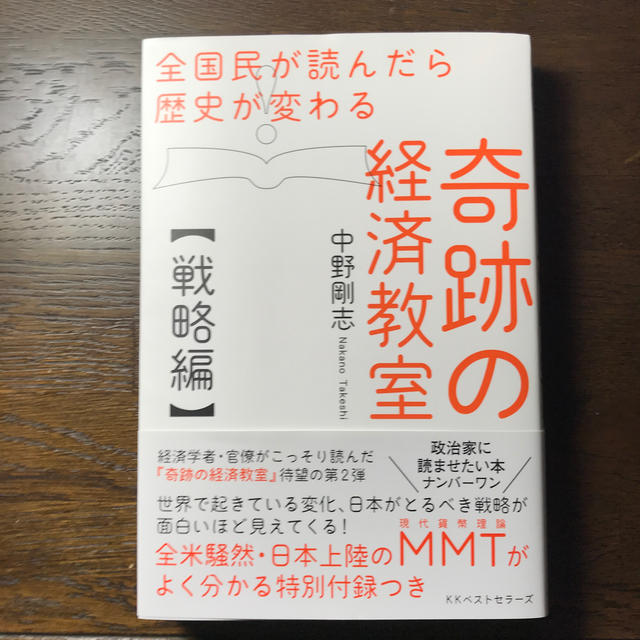 全国民が読んだら
歴史が変わる
奇跡の
経済教室
【戦略編】
中野剛志
Nakano Takeshi
経済学者・官僚がこっそり読んだ
『奇跡の経済教室』待望の第2弾
政治家に
読ませたい本
ナンバーワン
世界で起きている変化、日本がとるべき戦略が
面白いほど見えてくる!
現代貨幣理論
全米騒然・日本上陸のMMTが
よく分かる特別付録つき
KKベストセラーズ